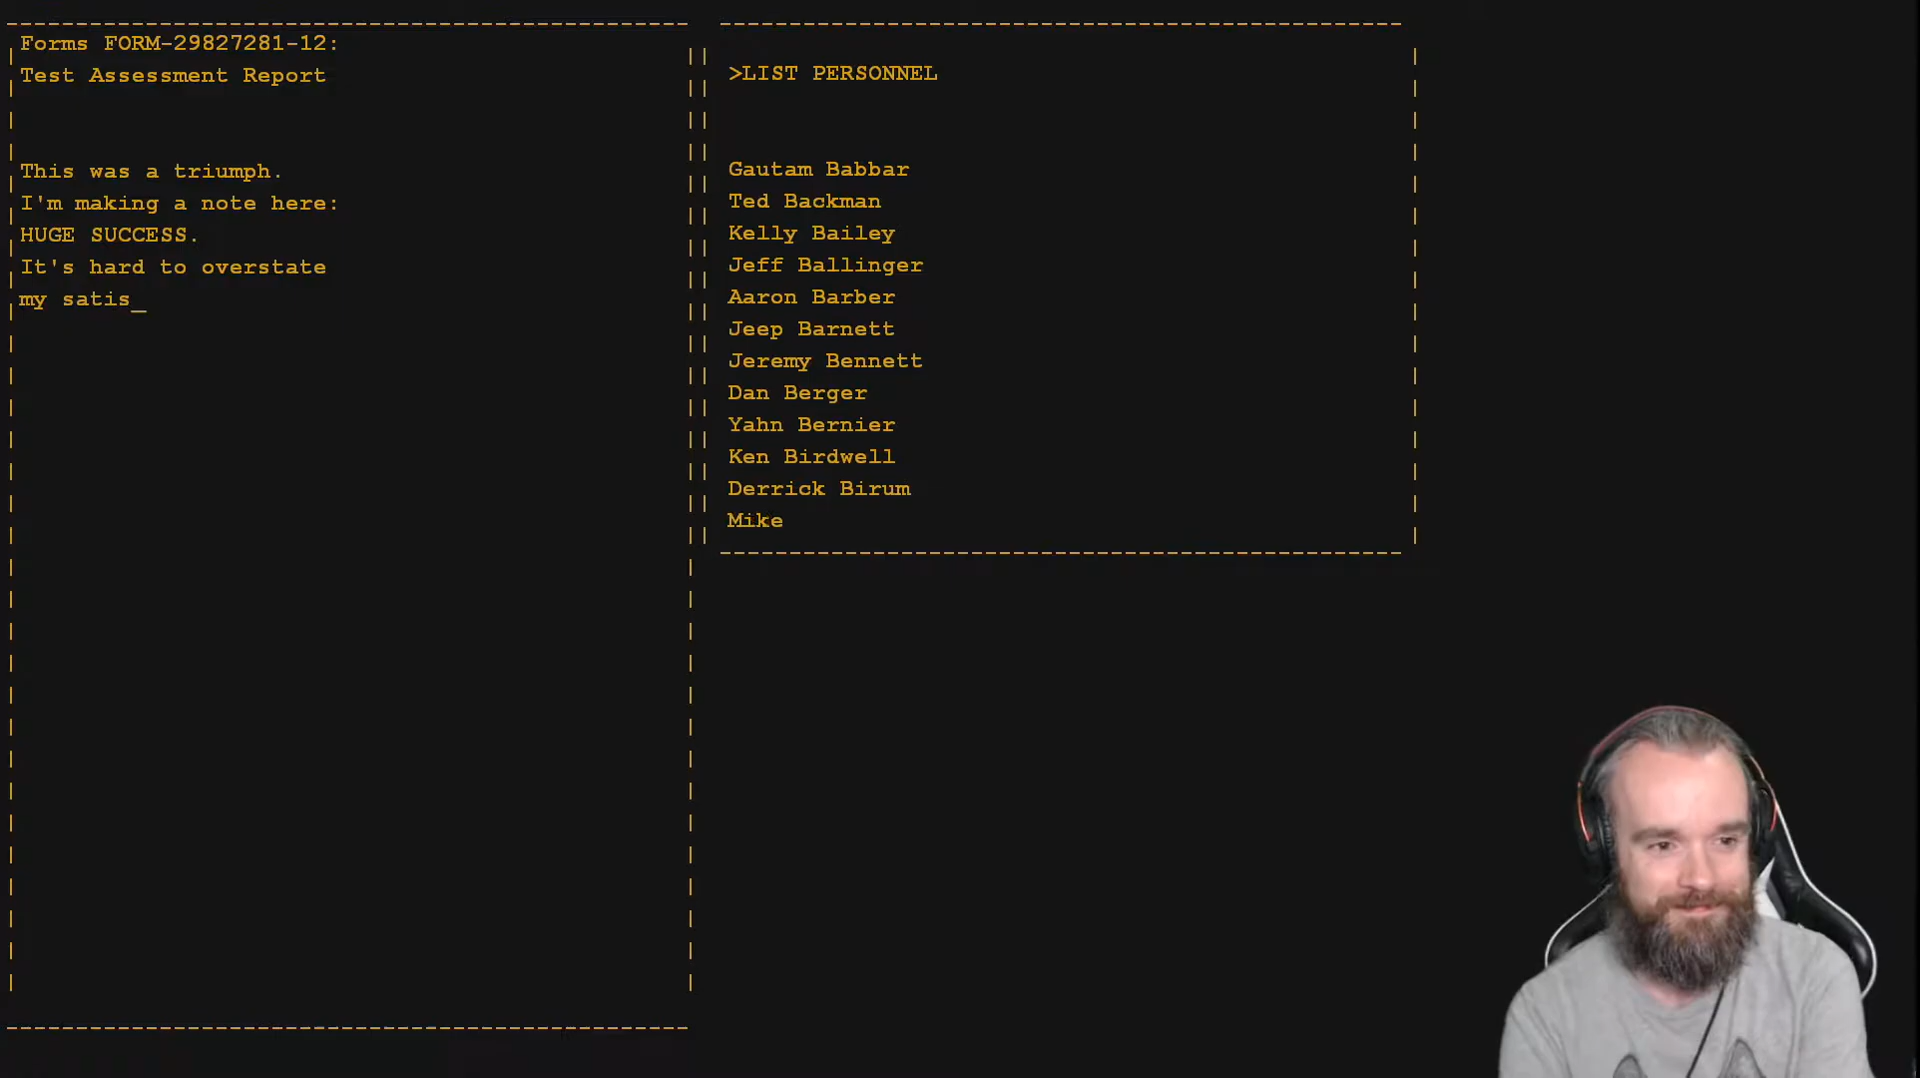 Forms FORM-29827281-12:
Test Assessment Report
This was a triumph.
I'm making a note here:
HUGE SUCCESS.
It's hard to overstate
my satis_
>LIST PERSONNEL
Gautam Babbar
Ted Backman
Kelly Bailey
Jeff Ballinger
Aaron Barber
Jeep Barnett
Jeremy Bennett
Dan Berger
Yahn Bernier
Ken Birdwell
Derrick Birum
Mike